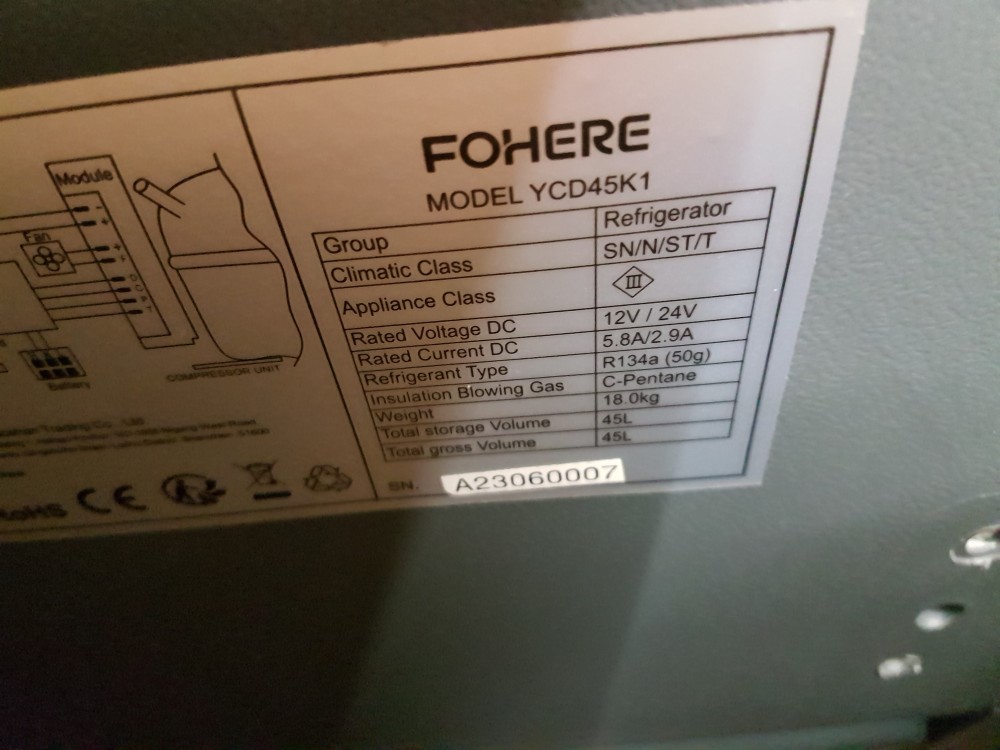 Module
Fan
Battery
COMPRESSOR UNIT
RoHS CE
FOHERE
MODEL YCD45K1
Group Refrigerator
Climatic Class SN/N/ST/T
Appliance Class III
Rated Voltage DC 12V / 24V
Rated Current DC 5.8A/2.9A
Refrigerant Type R134a (50g)
Insulation Blowing Gas C-Pentane
Weight 18.0kg
Total storage Volume 45L
Total gross Volume 45L
SN. A23060007